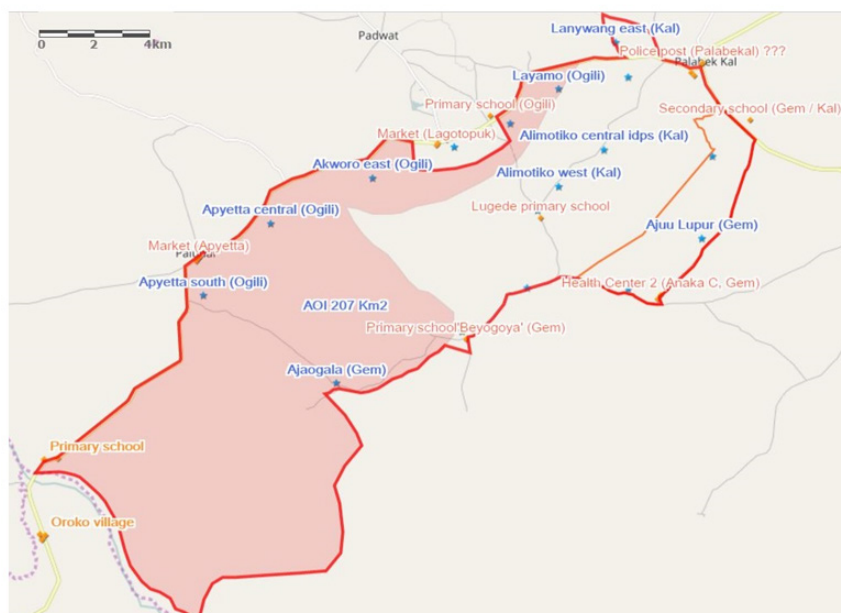 Padwat
Lanywang east (Kal)
0 2 4km
Police post (Palabekal) ???
Palabek Kal
Layamo (Ogili)
Primary school (Ogili)
Secondary school (Gem / Kal)
Market (Lagotopuk)
Alimotiko central idps (Kal)
Akworo east (Ogili)
Alimotiko west (Kal)
Apyetta central (Ogili)
Lugede primary school
Ajuu Lupur (Gem)
Market (Apyetta)
Apyetta south (Ogili)
Health Center 2 (Anaka C, Gem)
AOI 207 Km2
Primary school'Beyogoya' (Gem)
Ajaogala (Gem)
Primary school
Oroko village